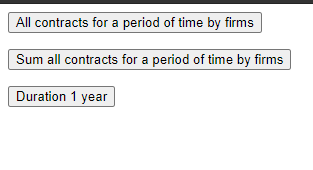 All contracts for a period of time by firms
Sum all contracts for a period of time by firms
Duration 1 year